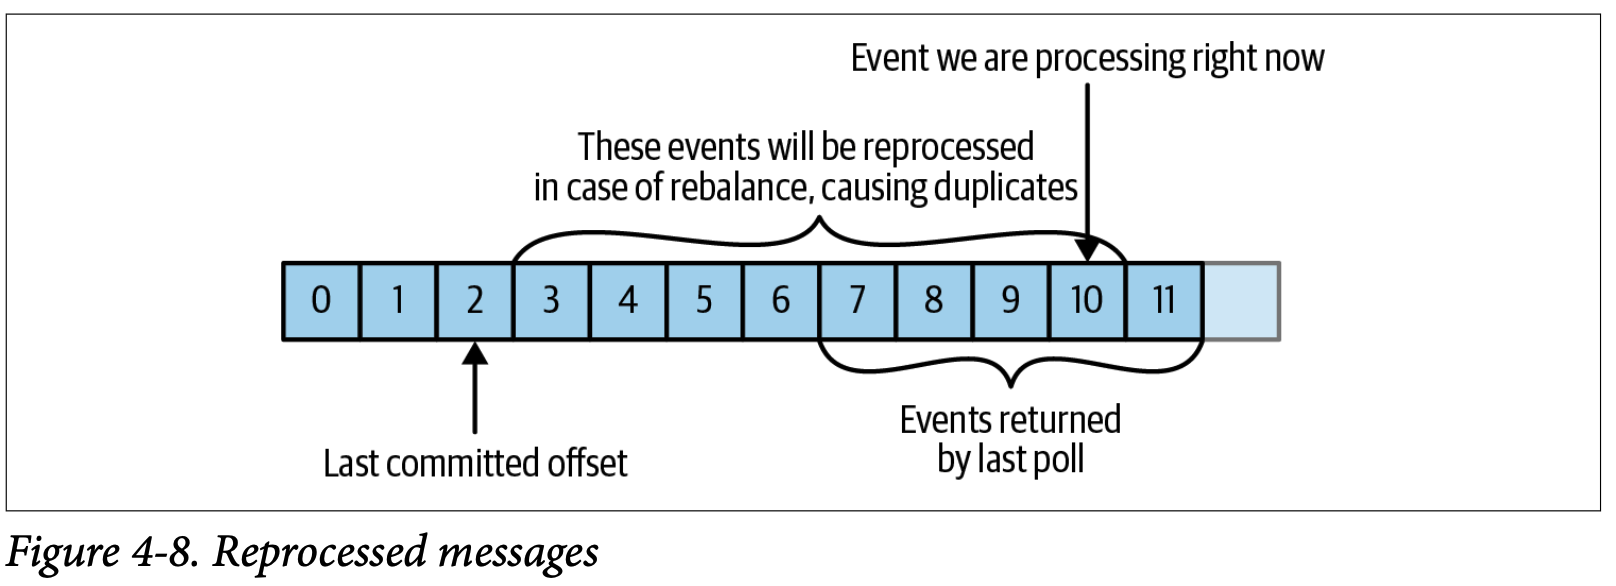 Event we are processing right now
These events will be reprocessed
in case of rebalance, causing duplicates
0 1 2 3 4 5 6 7 8 9 10 11
Last committed offset
Events returned
by last poll
Figure 4-8. Reprocessed messages